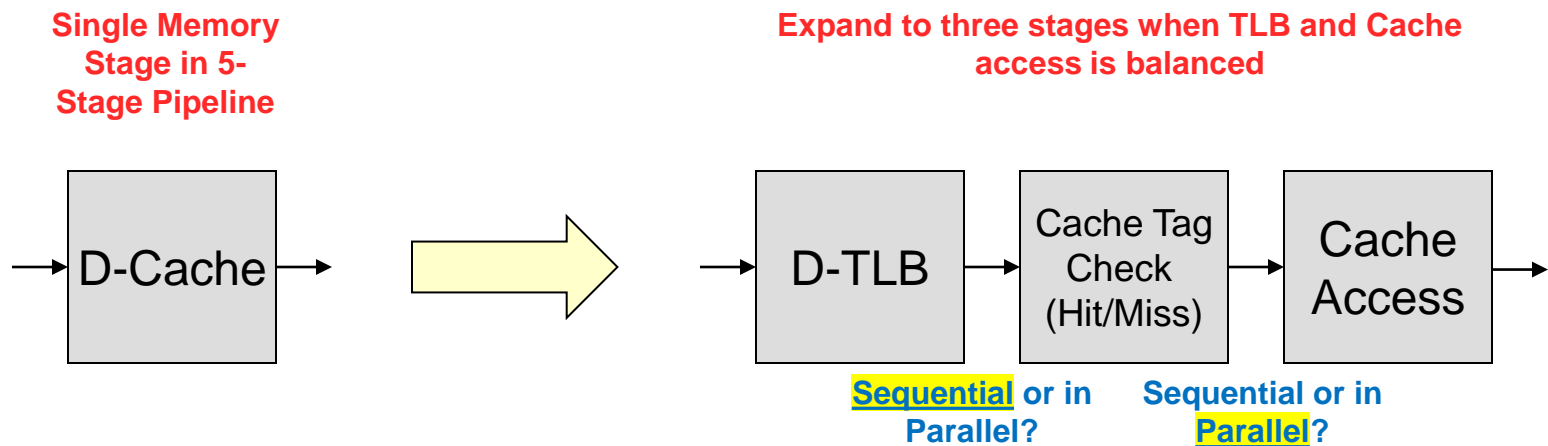 Single Memory
Stage in 5-
Stage Pipeline
Expand to three stages when TLB and Cache
access is balanced
D-Cache
D-TLB
Cache Tag
Check
(Hit/Miss)
Cache
Access
Sequential or in
Parallel?
Sequential or in
Parallel?